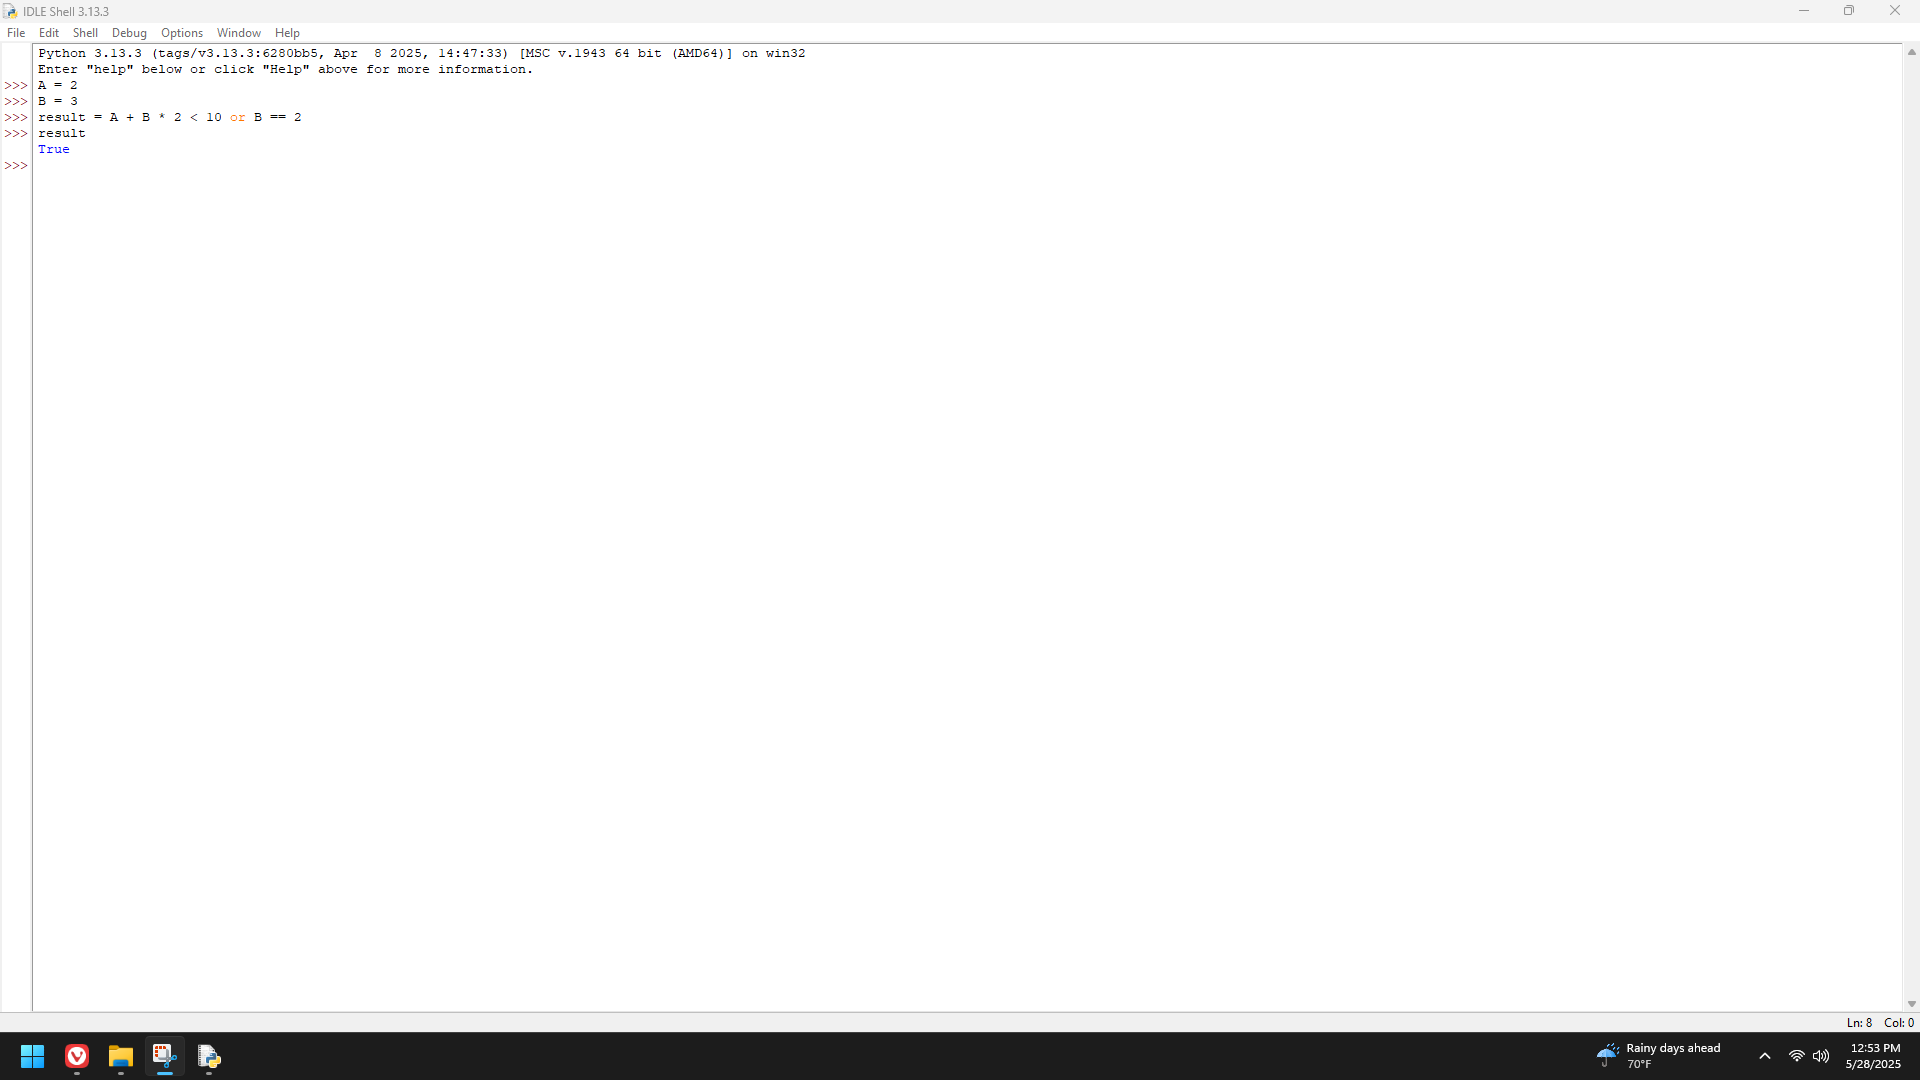 IDLE Shell 3.13.3
File Edit Shell Debug Options Window Help
Python 3.13.3 (tags/v3.13.3:6280bb5, Apr  8 2025, 14:47:33) [MSC v.1943 64 bit (AMD64)] on win32
Enter "help" below or click "Help" above for more information.
>>> A = 2
>>> B = 3
>>> result = A + B * 2 < 10 or B == 2
>>> result
True
>>>
Ln: 8 Col: 0
Rainy days ahead
70°F
12:53 PM
5/28/2025